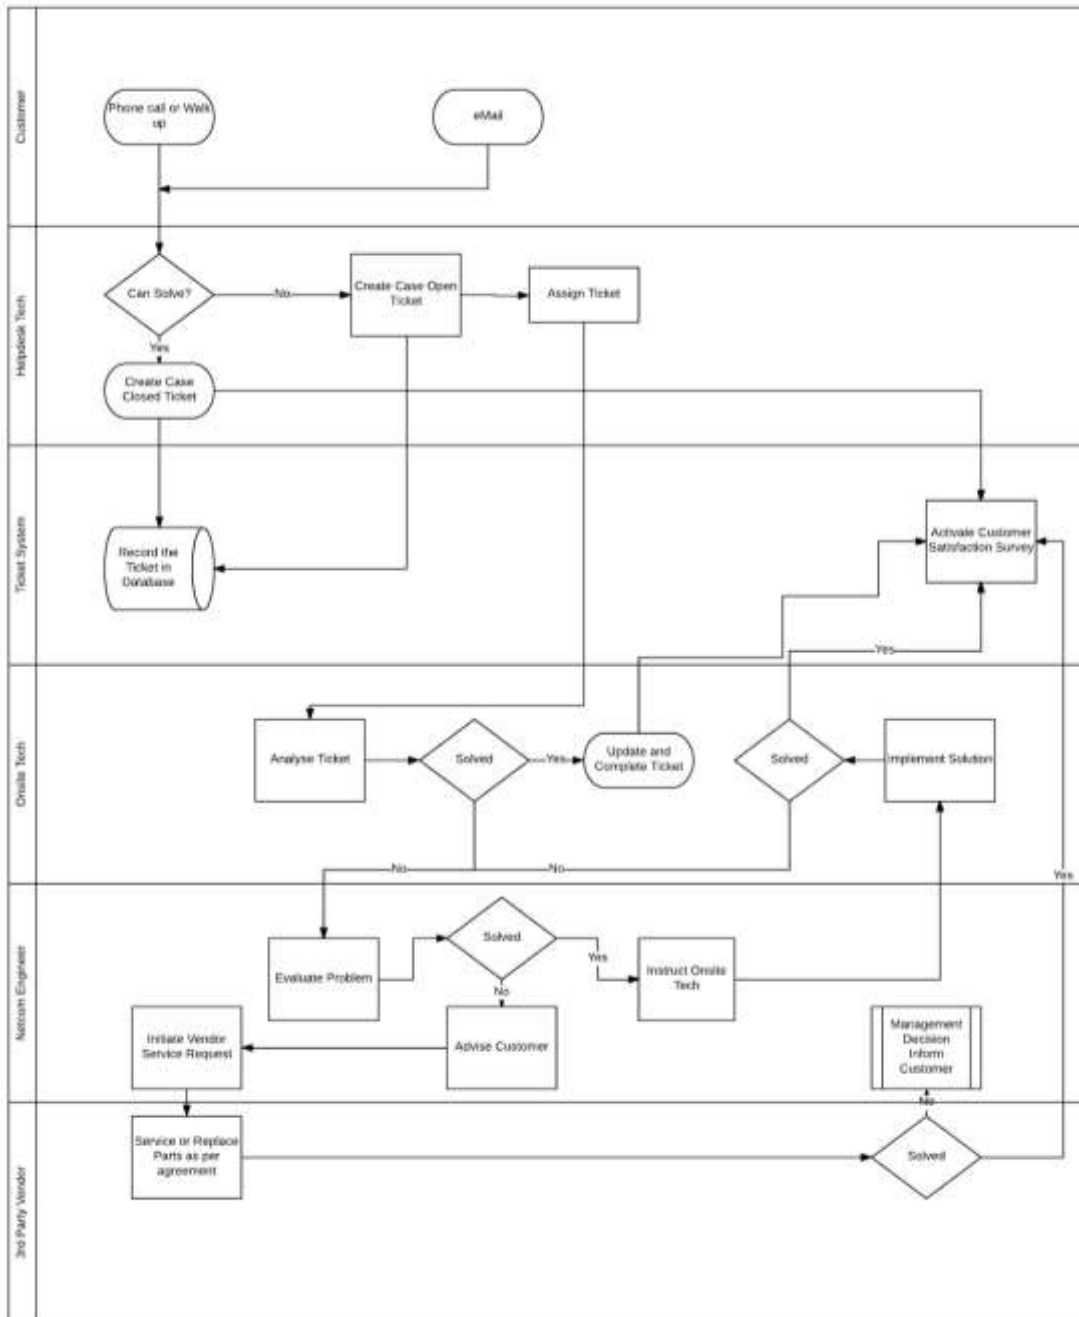 Customer
Phone call or Walk
up
eMail
Helpdesk Tech
Can Solve?
No
Create Case Open
Ticket
Assign Ticket
Yes
Create Case
Closed Ticket
Ticket System
Record the
Ticket in
Database
Activate Customer
Satisfaction Survey
Yes
Onsite Tech
Analyse Ticket
Solved
Yes
Update and
Complete Ticket
Solved
Implement Solution
No
No
Yes
Netcom Engineer
Evaluate Problem
Solved
Yes
Instruct Onsite
Tech
No
Initiate Vendor
Service Request
Advise Customer
Management
Decision
Inform
Customer
No
3rd Party Vendor
Service or Replace
Parts as per
agreement
Solved